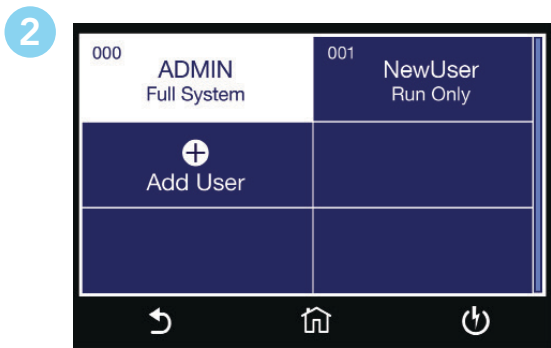 2
000
ADMIN
Full System
001
NewUser
Run Only
Add User